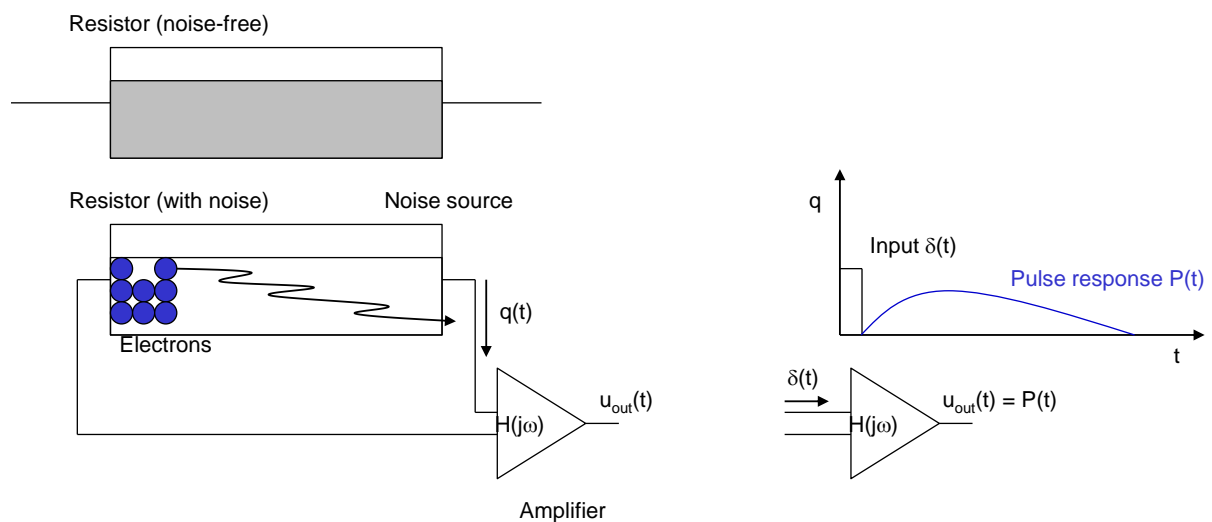 Resistor (noise-free)
Resistor (with noise)
Noise source
q
Input δ(t)
Pulse response P(t)
q(t)
Electrons
t
δ(t)
u_out(t)
u_out(t) = P(t)
H(jω)
H(jω)
Amplifier